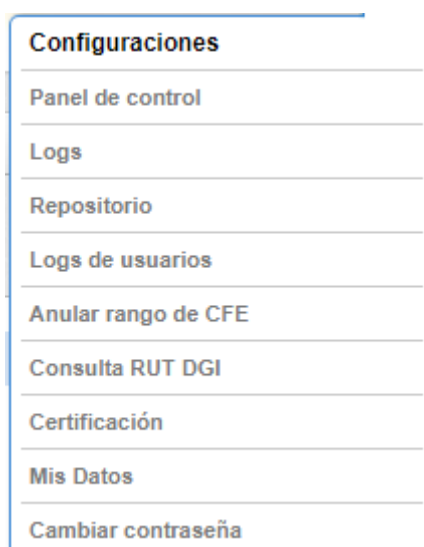 Configuraciones
Panel de control
Logs
Repositorio
Logs de usuarios
Anular rango de CFE
Consulta RUT DGI
Certificación
Mis Datos
Cambiar contraseña